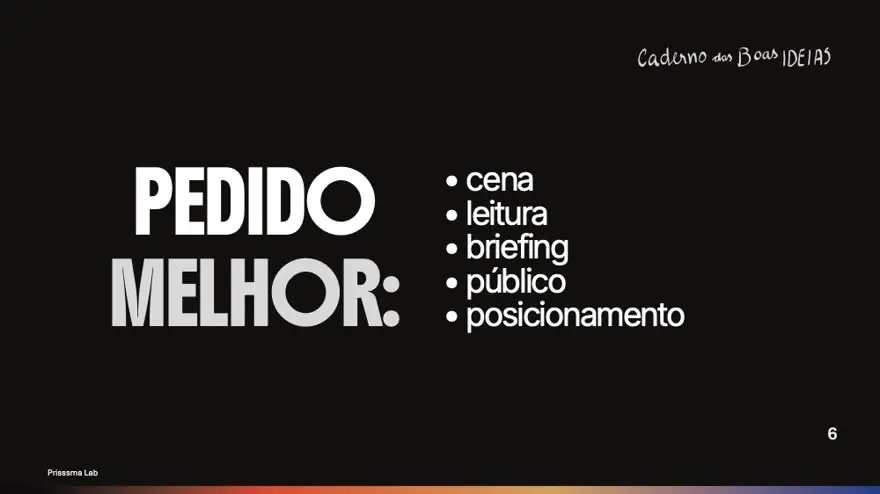 Caderno das Boas IDEIAS
PEDIDO
MELHOR:
• cena
• leitura
• briefing
• público
• posicionamento
6
Prisssma Lab